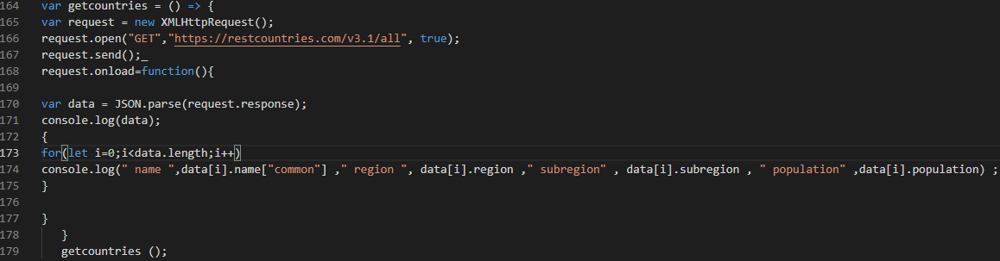 164 var getcountries = () => {
165 var request = new XMLHttpRequest();
166 request.open("GET","https://restcountries.com/v3.1/all", true);
167 request.send();_
168 request.onload=function(){
169
170 var data = JSON.parse(request.response);
171 console.log(data);
172 {
173 for(let i=0;i<data.length;i++)
174 console.log(" name ",data[i].name["common"] ," region ", data[i].region ," subregion" , data[i].subregion , " population" ,data[i].population) ;
175 }
176
177 }
178 }
179 getcountries ();